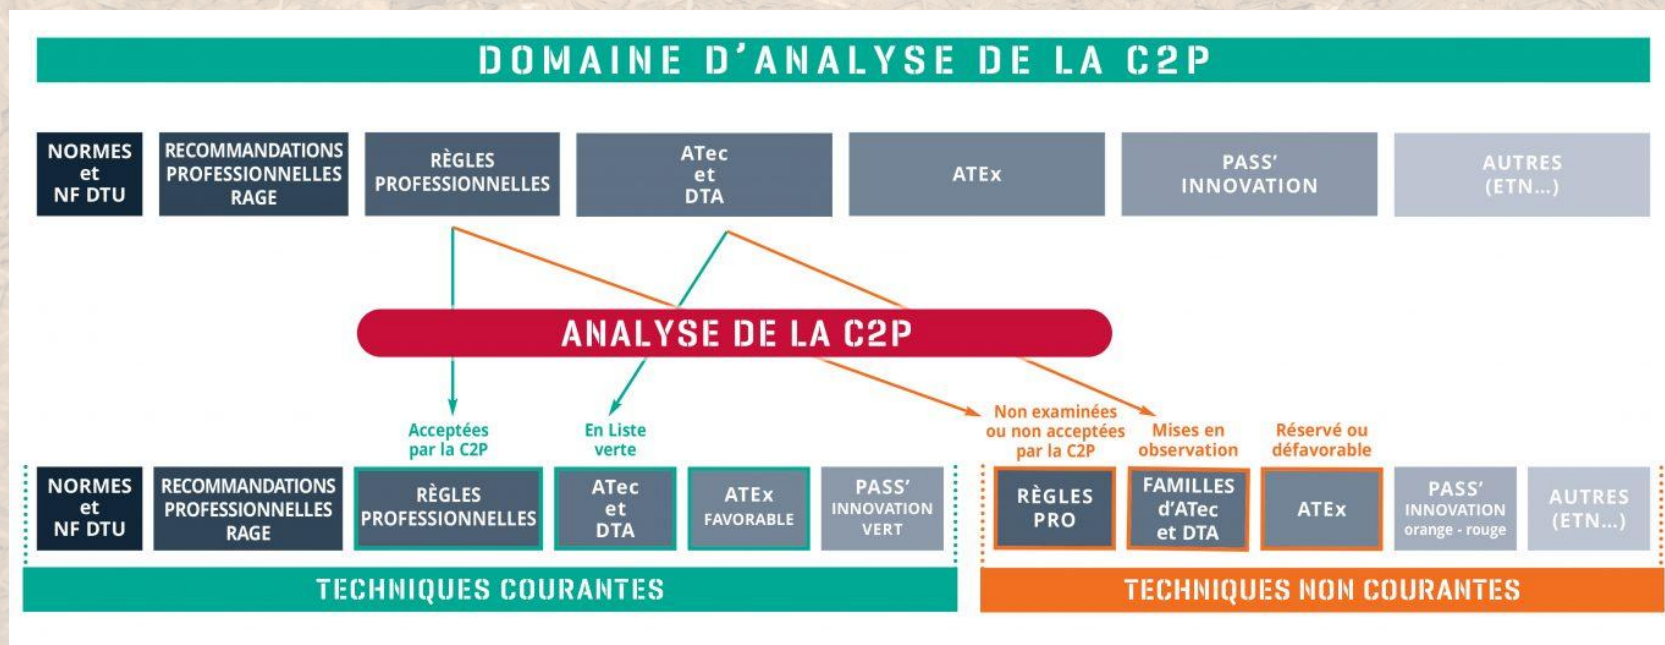 DOMAINE D'ANALYSE DE LA C2P
NORMES
et
NF DTU
RECOMMANDATIONS
PROFESSIONNELLES
RAGE
RÈGLES
PROFESSIONNELLES
ATec
et
DTA
ATEx
PASS'
INNOVATION
AUTRES
(ETN...)
ANALYSE DE LA C2P
Acceptées
par la C2P
En Liste
verte
Non examinées
ou non acceptées
par la C2P
Mises en
observation
Réservé ou
défavorable
NORMES
et
NF DTU
RECOMMANDATIONS
PROFESSIONNELLES
RAGE
RÈGLES
PROFESSIONNELLES
ATec
et
DTA
ATEx
FAVORABLE
PASS'
INNOVATION
VERT
RÈGLES
PRO
FAMILLES
d'ATec
et DTA
ATEx
PASS'
INNOVATION
orange - rouge
AUTRES
(ETN...)
TECHNIQUES COURANTES
TECHNIQUES NON COURANTES